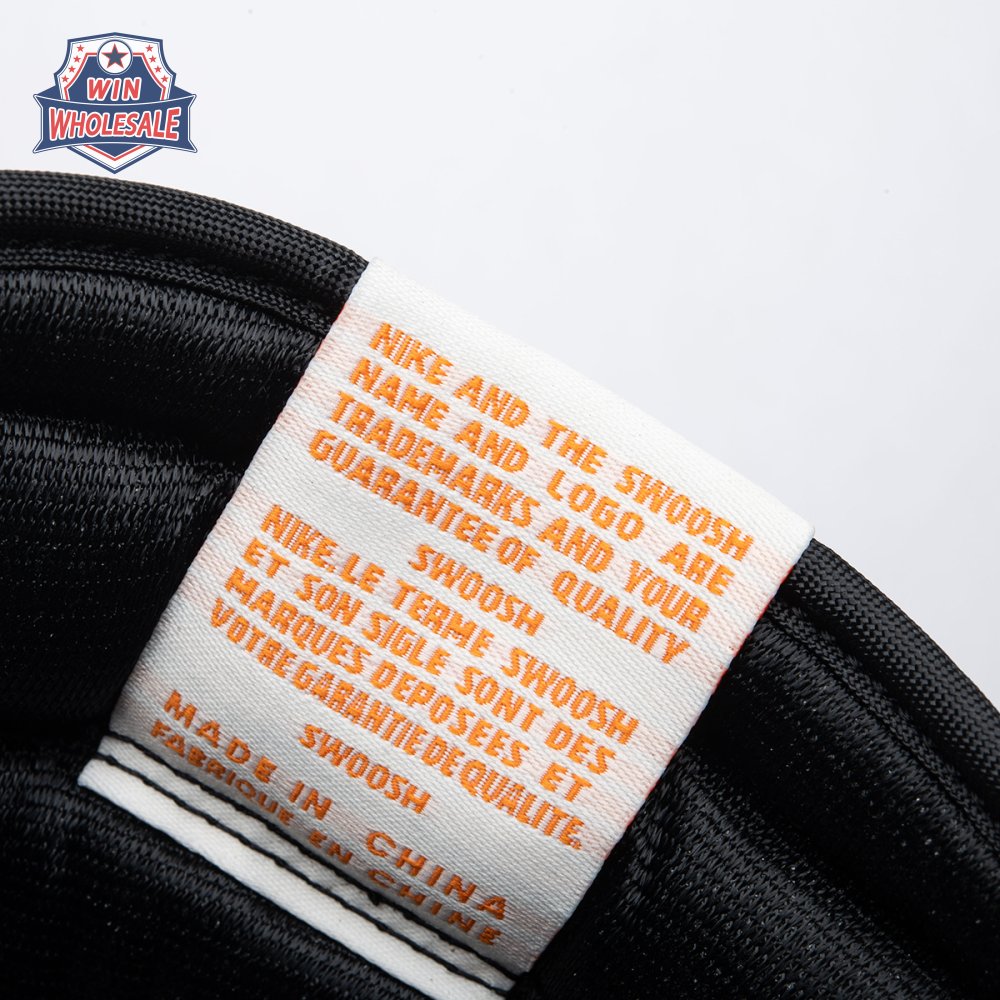 WIN
WHOLESALE
NIKE AND THE SWOOSH
NAME AND LOGO ARE
TRADEMARKS AND YOUR
GUARANTEE OF QUALITY
SWOOSH
NIKE.LE TERME SWOOSH
ET SON SIGLE SONT DES
MARQUES DEPOSEES ET
VOTRE GARANTIE DE QUALITE.
SWOOSH
MADE IN CHINA
FABRIQUE EN CHINE